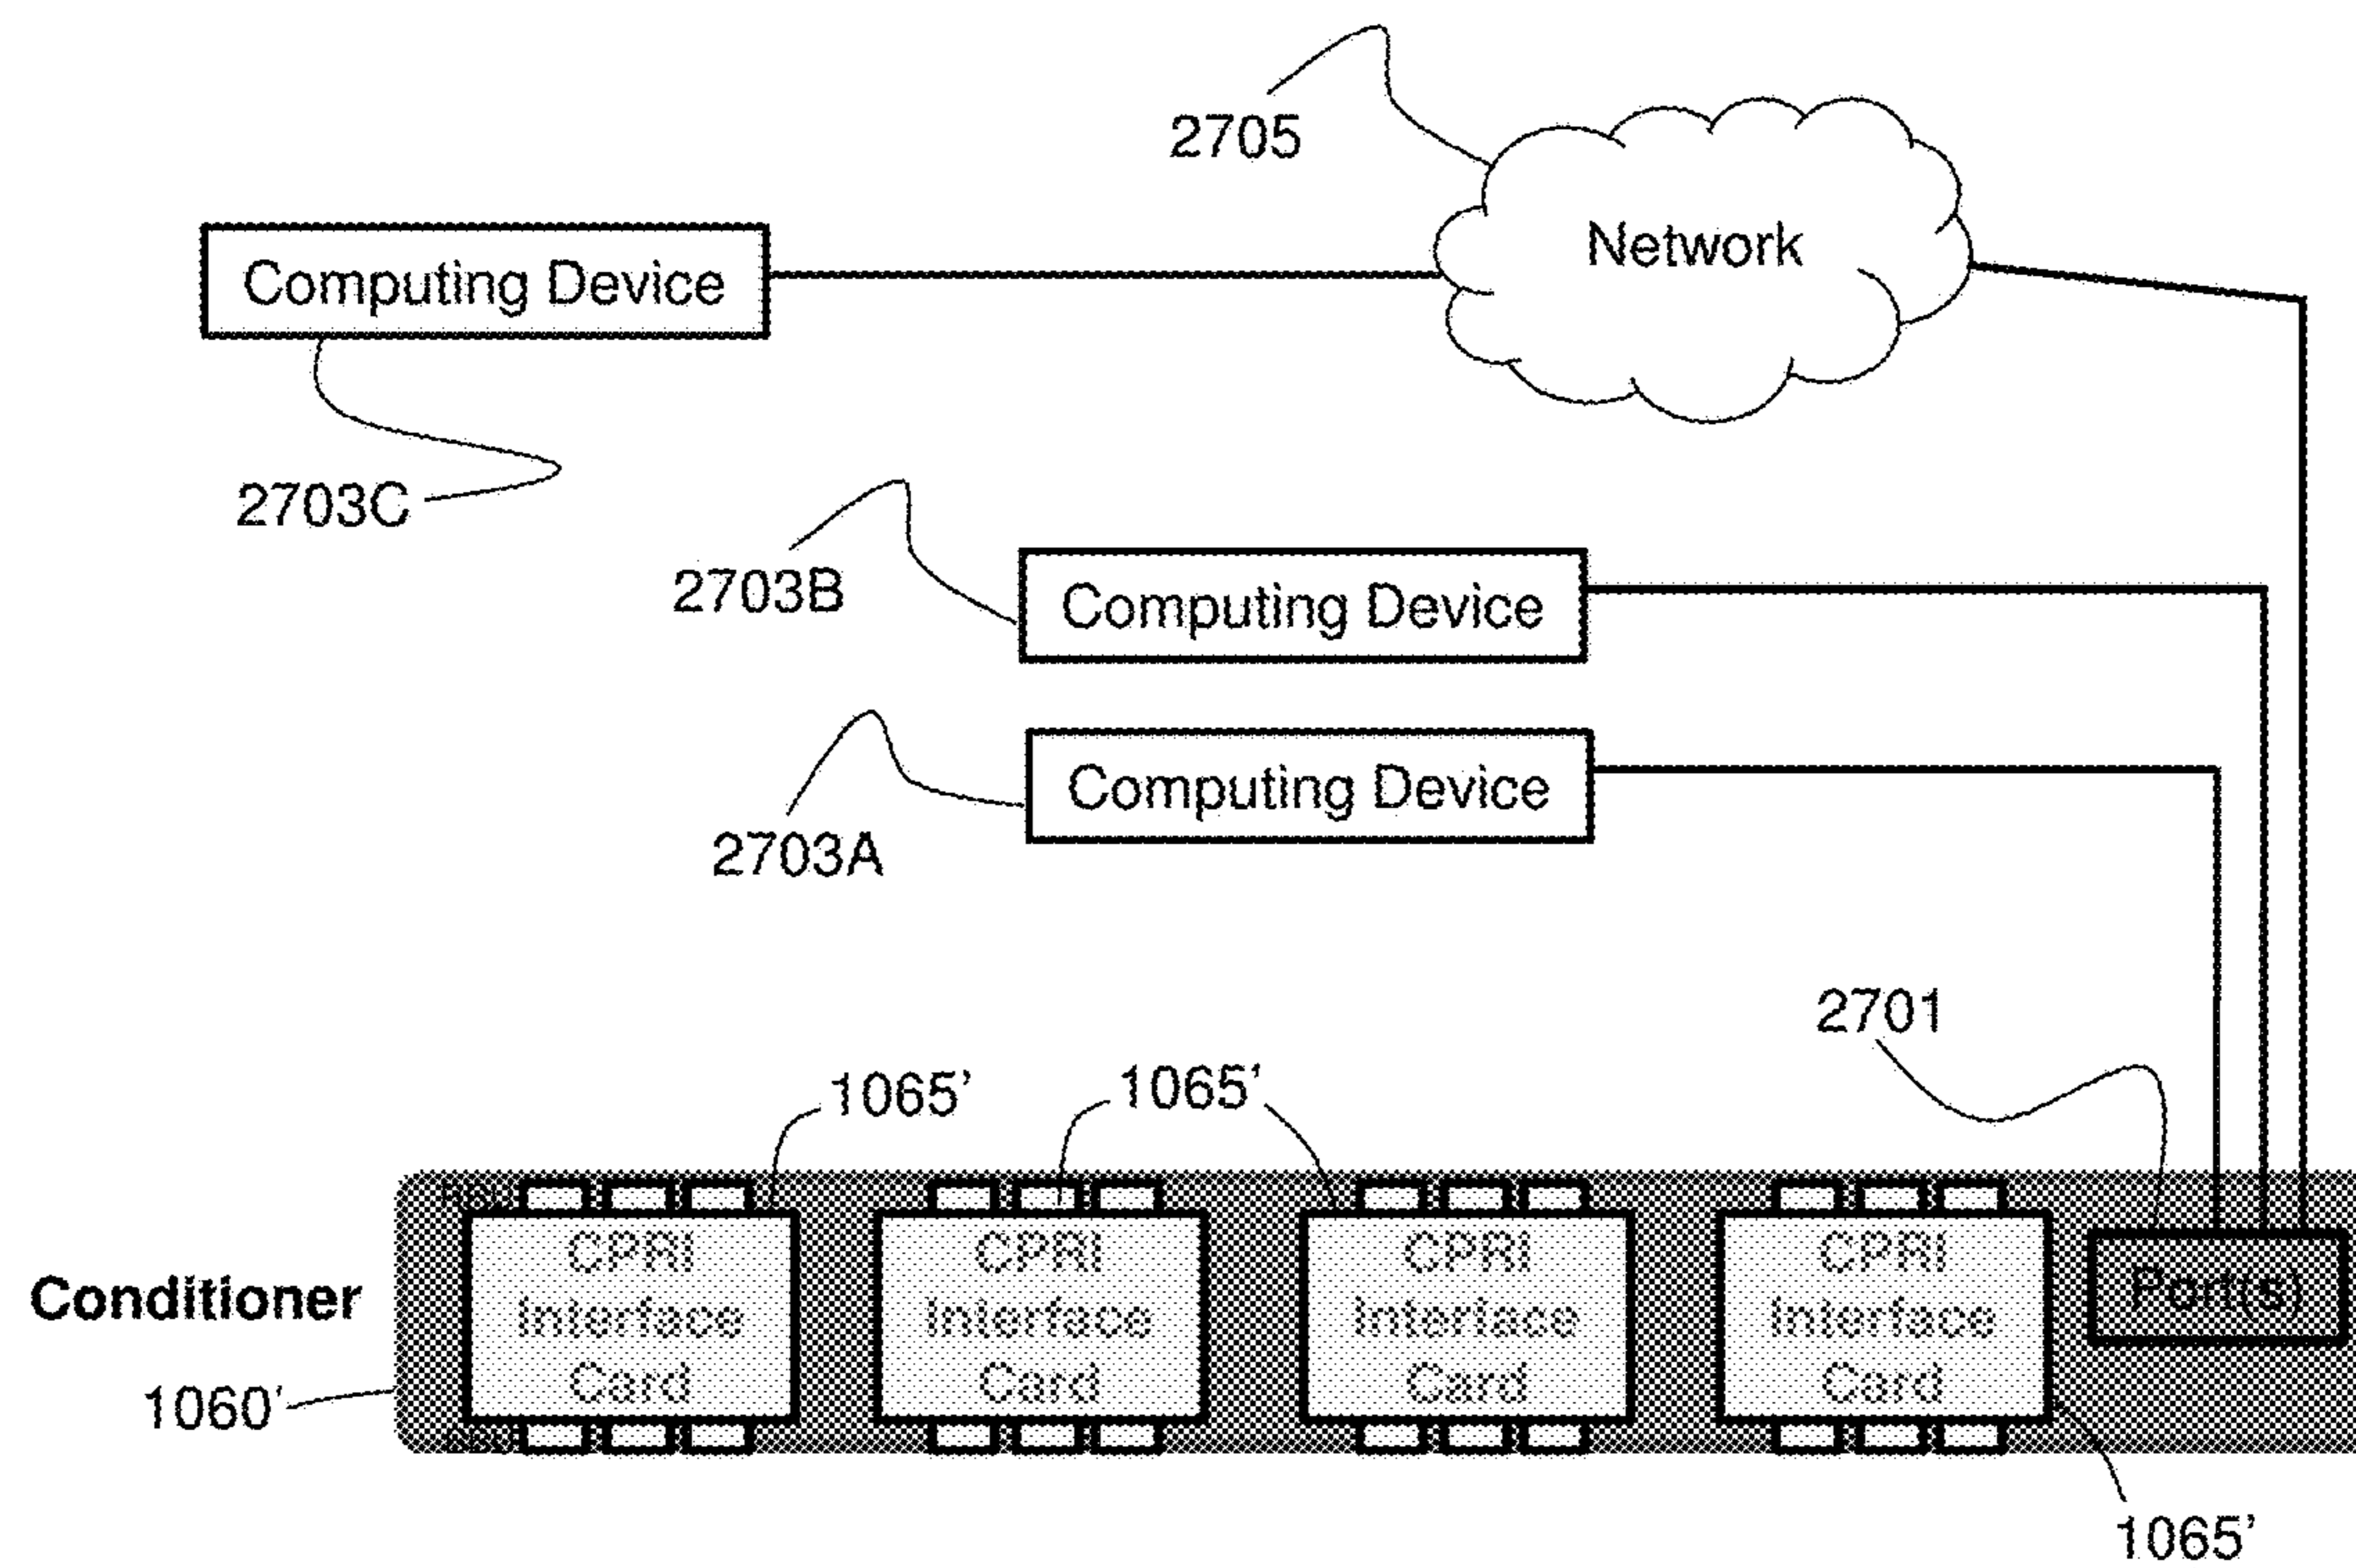 2705
Network
Computing Device
2703C
2703B
Computing Device
Computing Device
2703A
2701
1065’
1065’
CPRI
Interface
Card
CPRI
Interface
Card
CPRI
Interface
Card
CPRI
Interface
Card
Port(s)
Conditioner
1060’
1065’